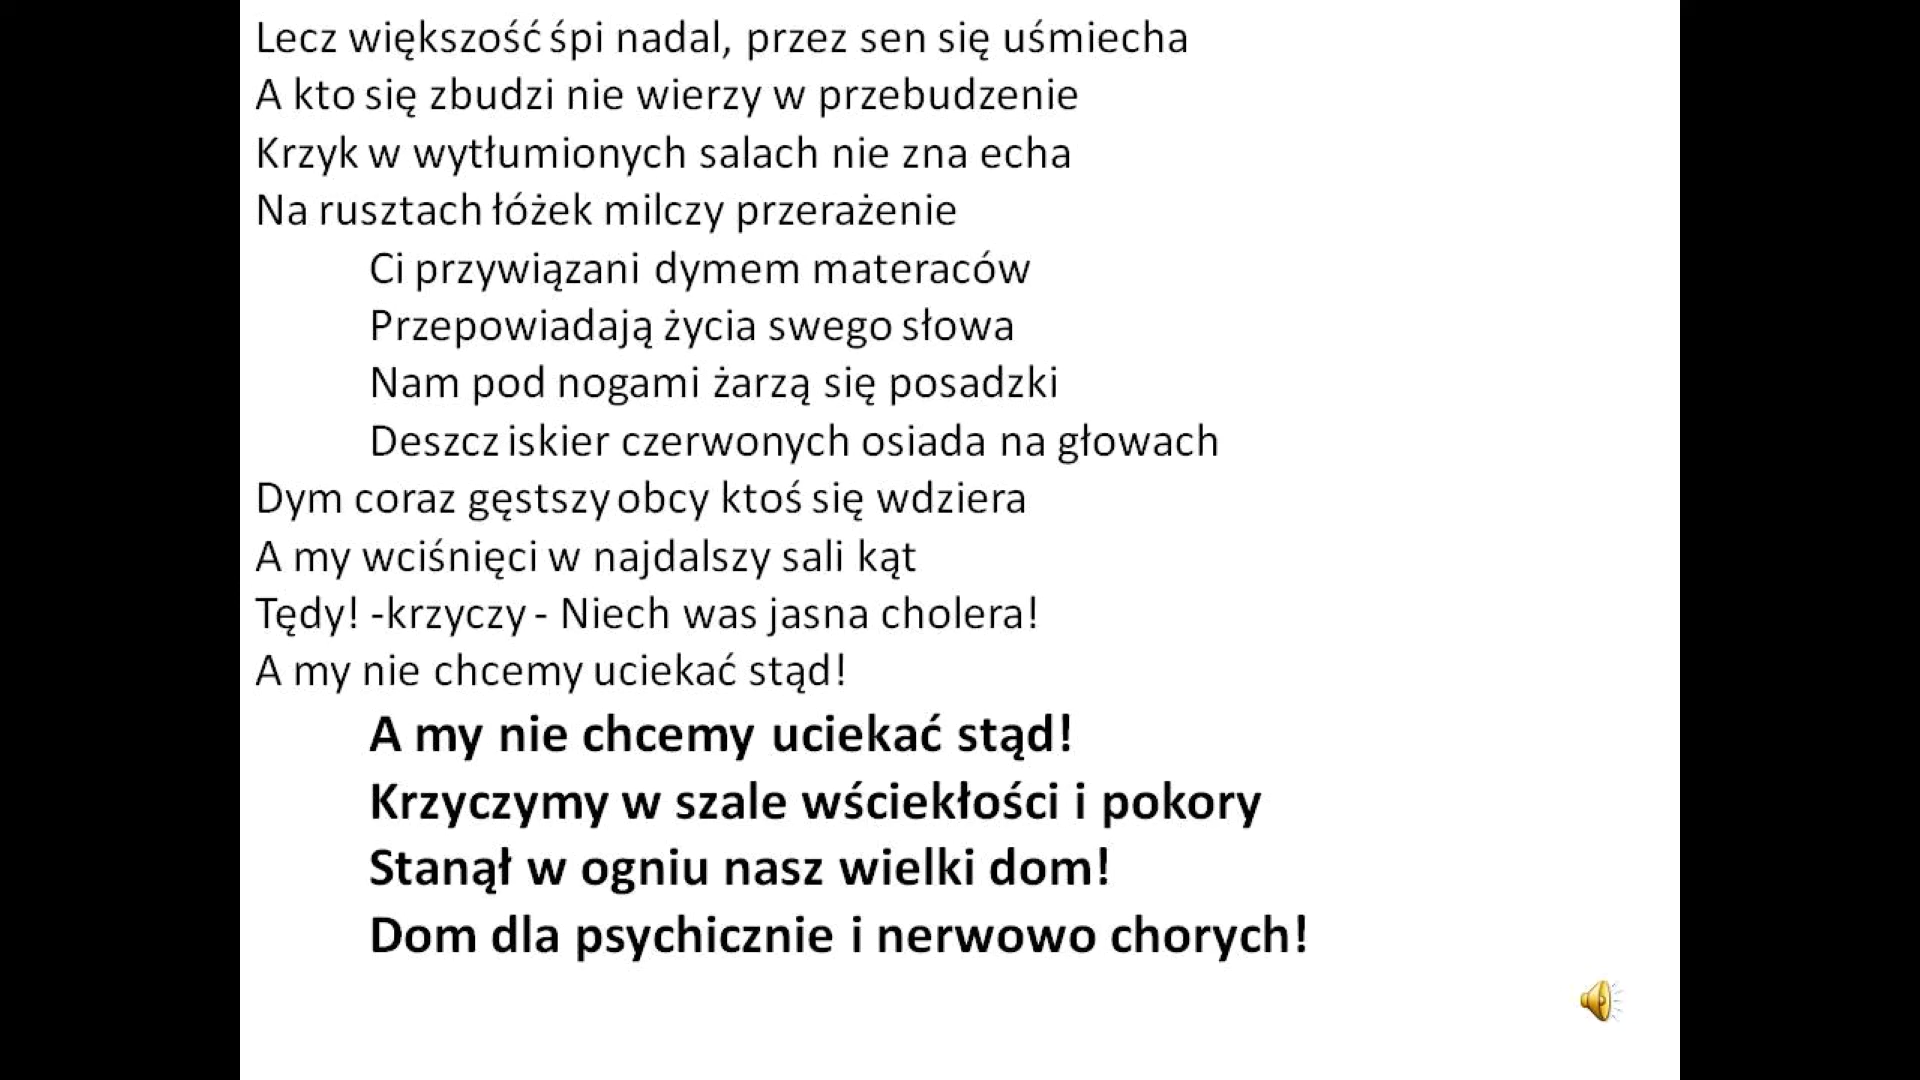 Lecz większość śpi nadal, przez sen się uśmiecha
A kto się zbudzi nie wierzy w przebudzenie
Krzyk w wytłumionych salach nie zna echa
Na rusztach łóżek milczy przerażenie
Ci przywiązani dymem materaców
Przepowiadają życia swego słowa
Nam pod nogami żarzą się posadzki
Deszcz iskier czerwonych osiada na głowach
Dym coraz gęstszy obcy ktoś się wdziera
A my wciśnięci w najdalszy sali kąt
Tędy! -krzyczy - Niech was jasna cholera!
A my nie chcemy uciekać stąd!
A my nie chcemy uciekać stąd!
Krzyczymy w szale wściekłości i pokory
Stanął w ogniu nasz wielki dom!
Dom dla psychicznie i nerwowo chorych!